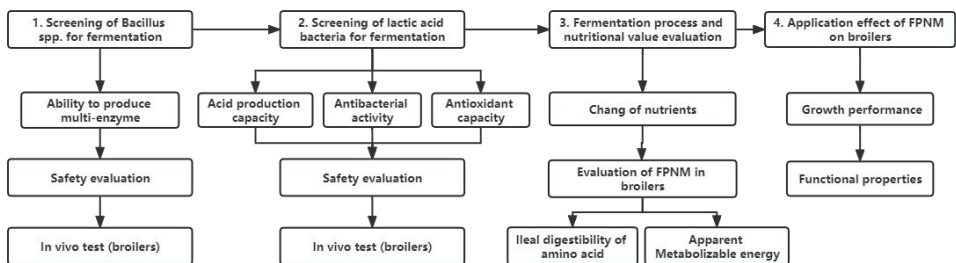 1. Screening of Bacillus
spp. for fermentation
2. Screening of lactic acid
bacteria for fermentation
3. Fermentation process and
nutritional value evaluation
4. Application effect of FPNM
on broilers
Ability to produce
multi-enzyme
Acid production
capacity
Antibacterial
activity
Antioxidant
capacity
Chang of nutrients
Growth performance
Safety evaluation
Safety evaluation
Evaluation of FPNM in
broilers
Functional properties
In vivo test (broilers)
In vivo test (broilers)
Ileal digestibility of
amino acid
Apparent
Metabolizable energy